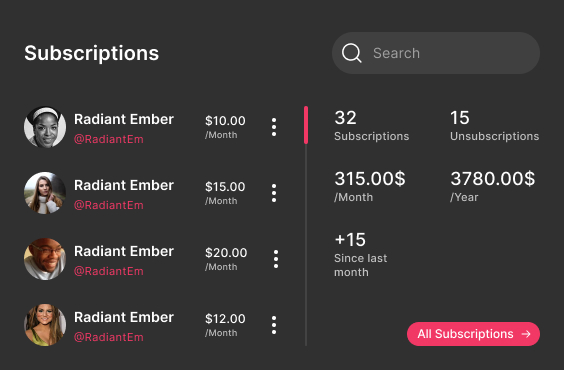 Subscriptions
Search
Radiant Ember
@RadiantEm
$10.00
/Month
Radiant Ember
@RadiantEm
$15.00
/Month
Radiant Ember
@RadiantEm
$20.00
/Month
Radiant Ember
@RadiantEm
$12.00
/Month
32
Subscriptions
15
Unsubscriptions
315.00$
/Month
3780.00$
/Year
+15
Since last
month
All Subscriptions →